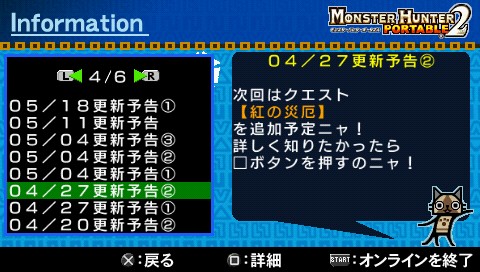 Information
MONSTER HUNTER
PORTABLE 2
L 4/6 R
05/18更新予告①
05/11更新予告
05/04更新予告③
05/04更新予告②
05/04更新予告①
04/27更新予告②
04/27更新予告①
04/20更新予告②
04/27更新予告②
次回はクエスト
【紅の災厄】
を追加予定ニャ!
詳しく知りたかったら
□ボタンを押すのニャ!
×:戻る
□:詳細
START:オンラインを終了